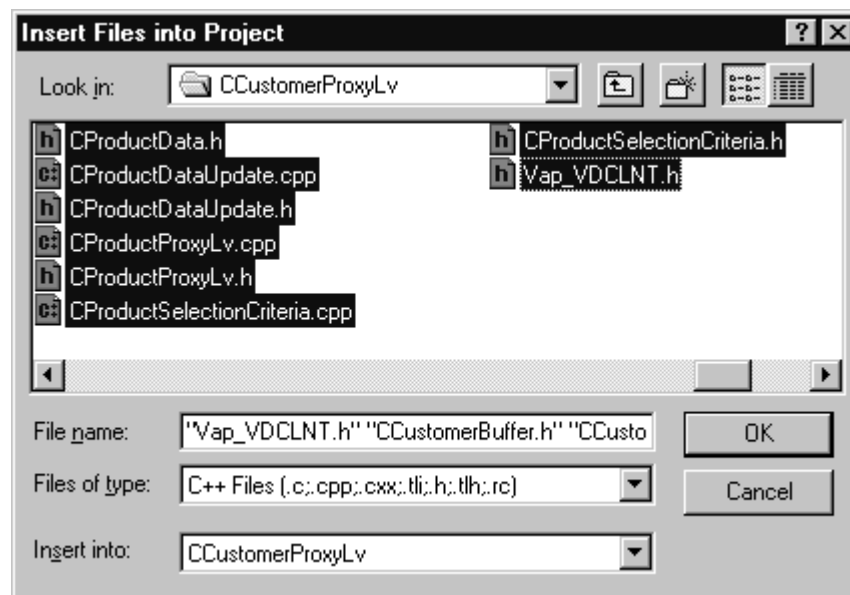 Insert Files into Project
Look in: CCustomerProxyLv
CProductData.h
CProductDataUpdate.cpp
CProductDataUpdate.h
CProductProxyLv.cpp
CProductProxyLv.h
CProductSelectionCriteria.cpp
CProductSelectionCriteria.h
Vap_VDCLNT.h
File name: "Vap_VDCLNT.h" "CCustomerBuffer.h" "CCusto
OK
Files of type: C++ Files (.c;.cpp;.cxx;.tli;.h;.tlh;.rc)
Cancel
Insert into: CCustomerProxyLv